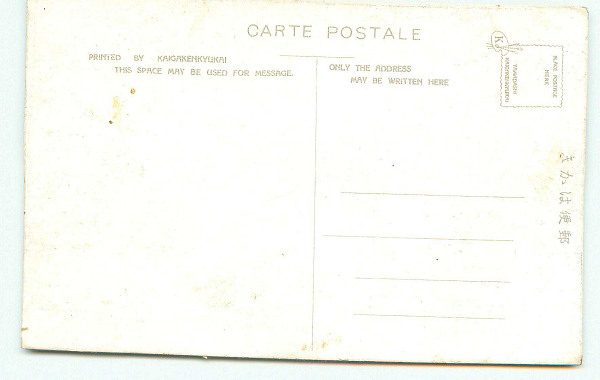 CARTE POSTALE
PRINTED BY KAIGAKENKYUKAI
THIS SPACE MAY BE USED FOR MESSAGE.
ONLY THE ADDRESS
MAY BE WRITTEN HERE
K
PLACE POSTAGE
HERE
きかは便郵